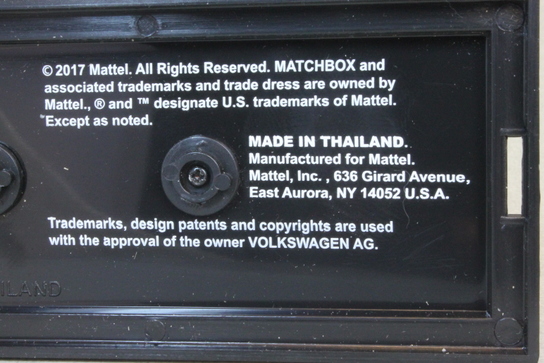 © 2017 Mattel. All Rights Reserved. MATCHBOX and
associated trademarks and trade dress are owned by
Mattel., ® and ™ designate U.S. trademarks of Mattel.
*Except as noted.
MADE IN THAILAND.
Manufactured for Mattel.
Mattel, Inc. , 636 Girard Avenue,
East Aurora, NY 14052 U.S.A.
Trademarks, design patents and copyrights are used
with the approval of the owner VOLKSWAGEN AG.